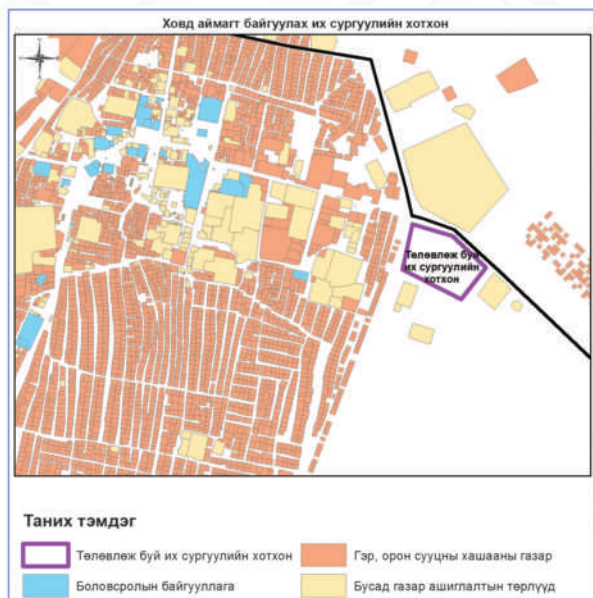 Ховд аймагт байгуулах их сургуулийн хотхон
Төлөвлөж буй
их сургуулийн
хотхон
Таних тэмдэг
Төлөвлөж буй их сургуулийн хотхон
Гэр, орон сууцны хашааны газар
Боловсролын байгууллага
Бусад газар ашиглалтын төрлүүд